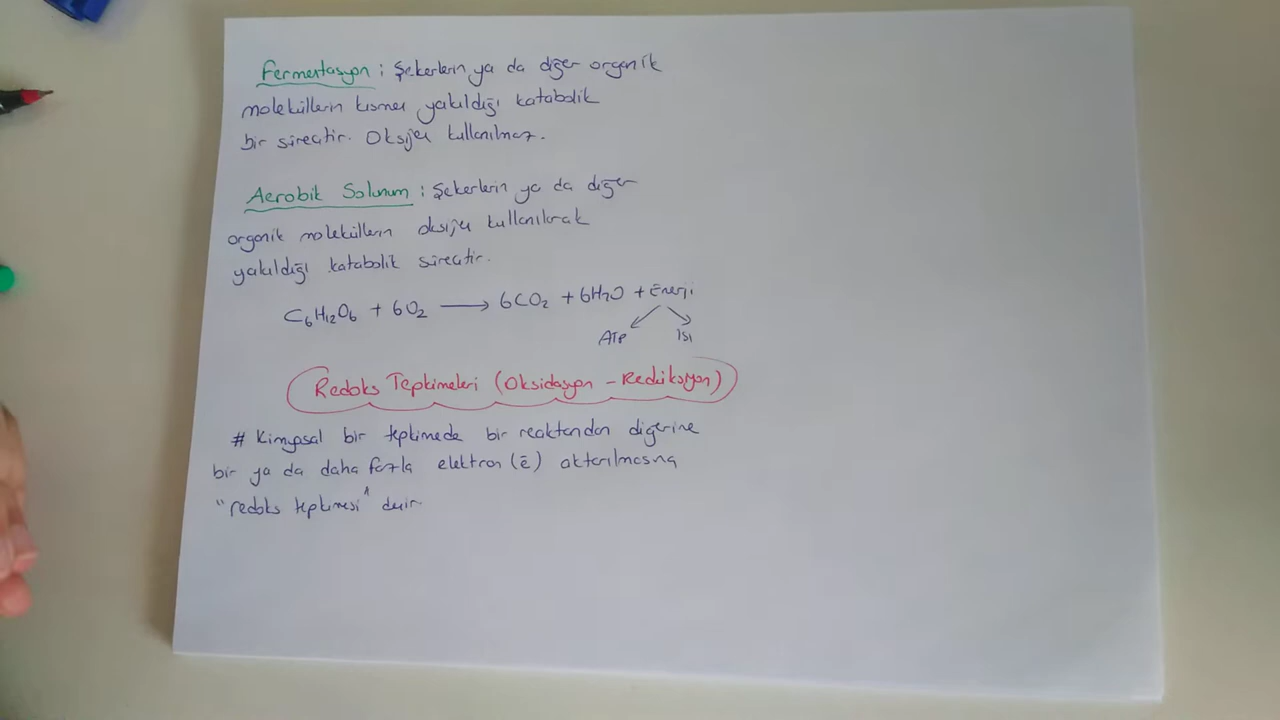 Fermentasyon : Şekerlerin ya da diğer organik
moleküllerin kısmen yakıldığı katabolik
bir süreçtir. Oksijen kullanılmaz.
Aerobik Solunum : Şekerlerin ya da diğer
organik moleküllerin oksijen kullanılarak
yakıldığı katabolik süreçtir.
C₆H₁₂O₆ + 6O₂ ⟶ 6CO₂ + 6H₂O + Enerji
ATP Isı
Redoks Tepkimeleri (Oksidasyon - Redüksiyon)
# Kimyasal bir tepkimede bir reaktandan diğerine
bir ya da daha fazla elektron (ē) aktarılmasına
"redoks tepkimesi" denir